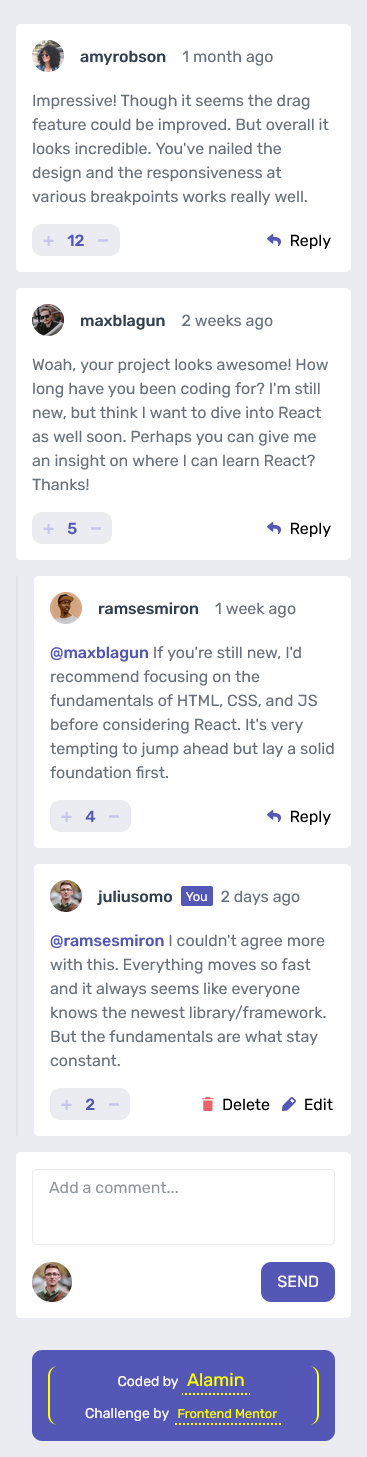 amyrobson 1 month ago
Impressive! Though it seems the drag
feature could be improved. But overall it
looks incredible. You've nailed the
design and the responsiveness at
various breakpoints works really well.
+ 12 − Reply
maxblagun 2 weeks ago
Woah, your project looks awesome! How
long have you been coding for? I'm still
new, but think I want to dive into React
as well soon. Perhaps you can give me
an insight on where I can learn React?
Thanks!
+ 5 − Reply
ramsesmiron 1 week ago
@maxblagun If you're still new, I'd
recommend focusing on the
fundamentals of HTML, CSS, and JS
before considering React. It's very
tempting to jump ahead but lay a solid
foundation first.
+ 4 − Reply
juliusomo You 2 days ago
@ramsesmiron I couldn't agree more
with this. Everything moves so fast
and it always seems like everyone
knows the newest library/framework.
But the fundamentals are what stay
constant.
+ 2 − Delete Edit
Add a comment...
SEND
Coded by Alamin
Challenge by Frontend Mentor